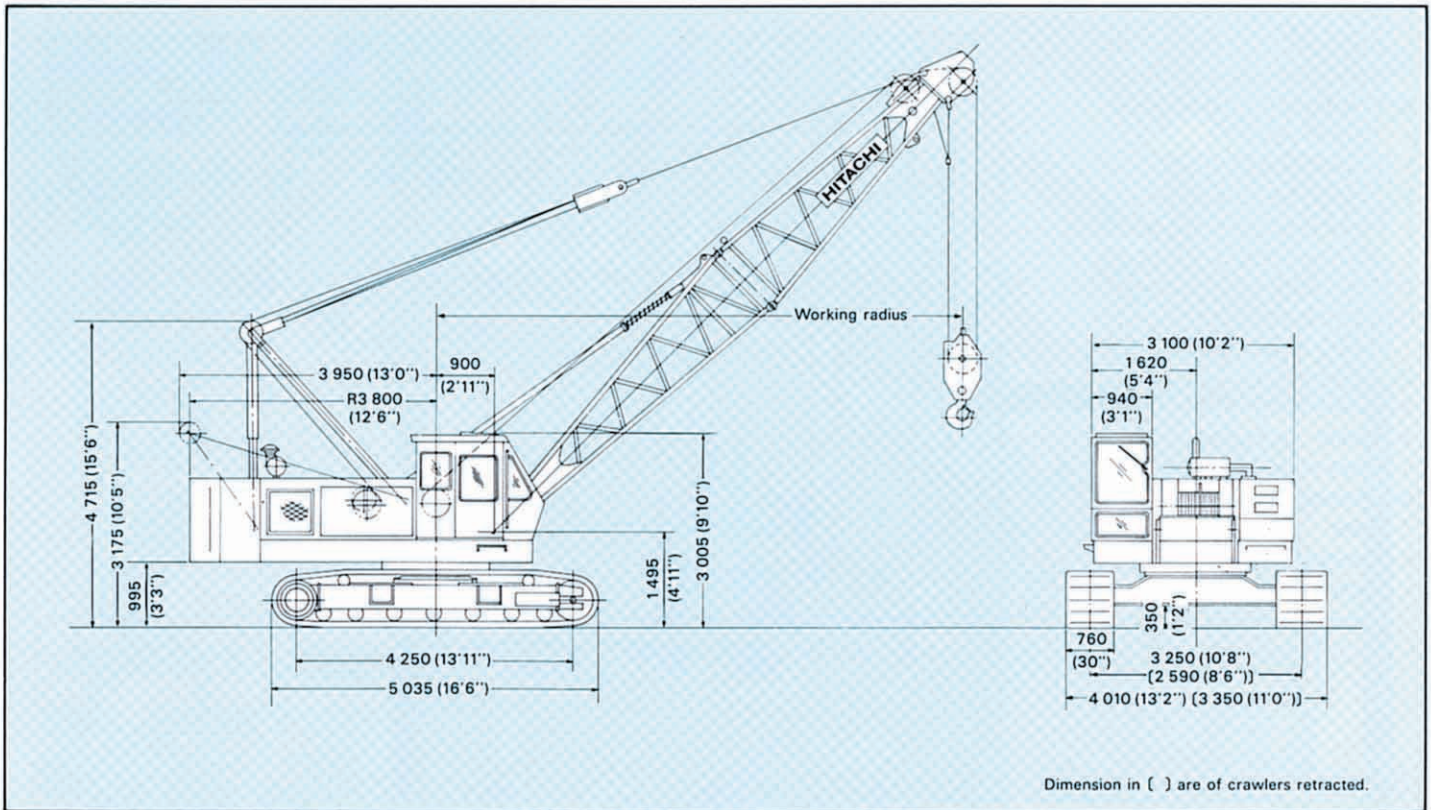 HITACHI
Working radius
3 950 (13'0'')
900
(2'11'')
R3 800
(12'6'')
4 715 (15'6'')
3 175 (10'5'')
995
(3'3'')
1 495
(4'11'')
3 005 (9'10'')
4 250 (13'11'')
5 035 (16'6'')
3 100 (10'2'')
1 620
(5'4'')
940
(3'1'')
350
(1'2'')
760
(30'')
3 250 (10'8'')
[2 590 (8'6'')]
4 010 (13'2'') [3 350 (11'0'')]
Dimension in [ ] are of crawlers retracted.